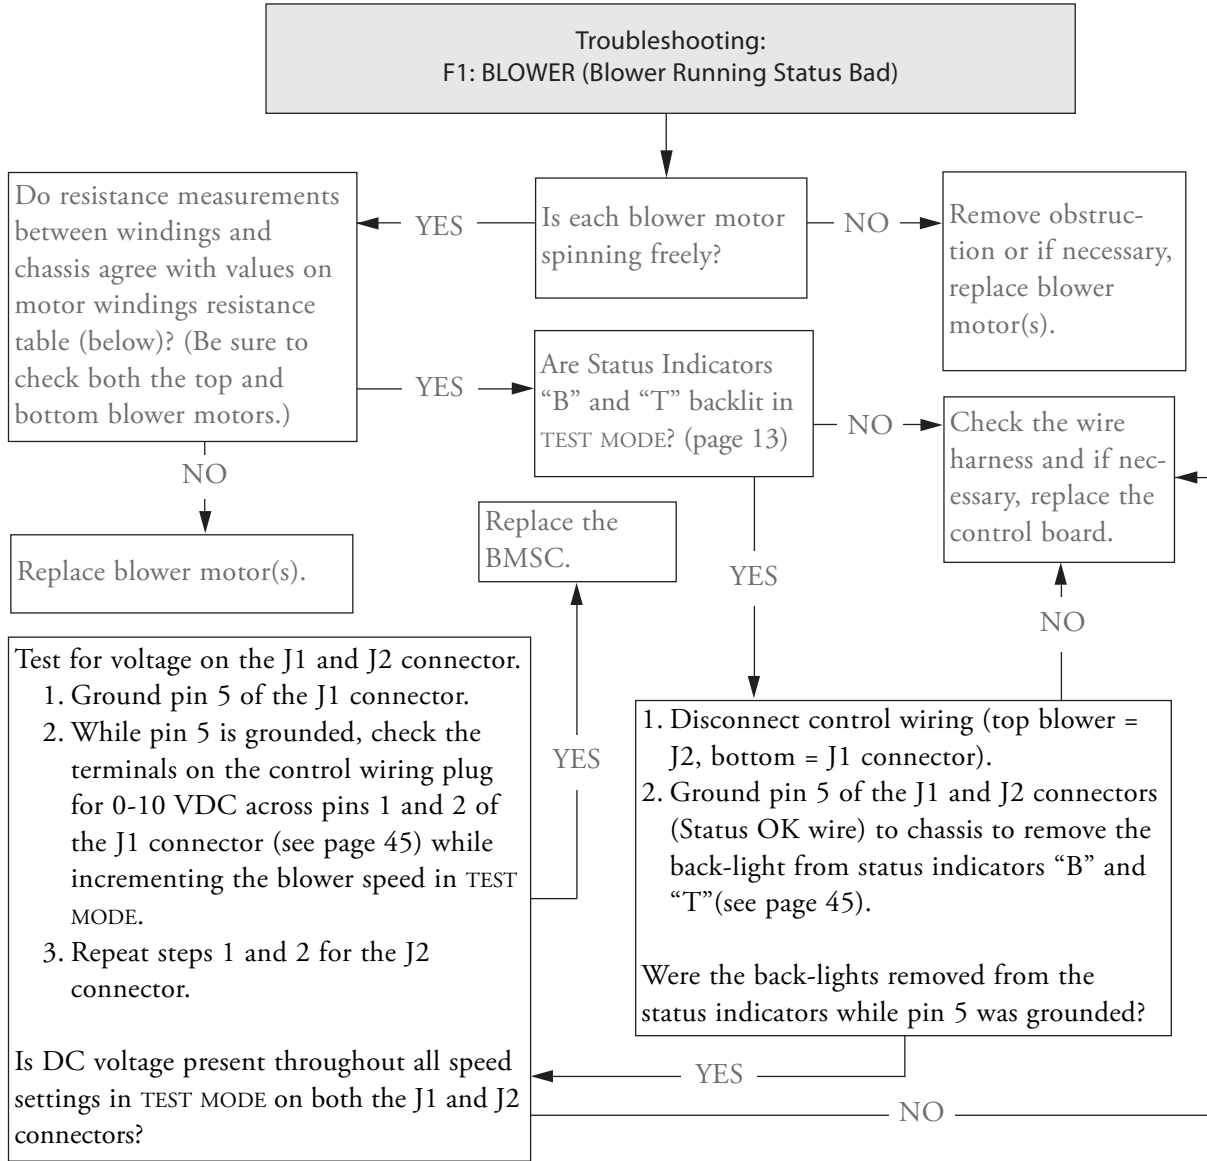 Troubleshooting:
F1: BLOWER (Blower Running Status Bad)
Is each blower motor
spinning freely?
YES
NO
Do resistance measurements
between windings and
chassis agree with values on
motor windings resistance
table (below)? (Be sure to
check both the top and
bottom blower motors.)
Remove obstruc-
tion or if necessary,
replace blower
motor(s).
YES
NO
Are Status Indicators
“B” and “T” backlit in
TEST MODE? (page 13)
NO
YES
Check the wire
harness and if nec-
essary, replace the
control board.
Replace blower motor(s).
Replace the
BMSC.
YES
NO
Test for voltage on the J1 and J2 connector.
1. Ground pin 5 of the J1 connector.
2. While pin 5 is grounded, check the
terminals on the control wiring plug
for 0-10 VDC across pins 1 and 2 of
the J1 connector (see page 45) while
incrementing the blower speed in TEST
MODE.
3. Repeat steps 1 and 2 for the J2
connector.
Is DC voltage present throughout all speed
settings in TEST MODE on both the J1 and J2
connectors?
1. Disconnect control wiring (top blower =
J2, bottom = J1 connector).
2. Ground pin 5 of the J1 and J2 connectors
(Status OK wire) to chassis to remove the
back-light from status indicators “B” and
“T”(see page 45).
Were the back-lights removed from the
status indicators while pin 5 was grounded?
YES
NO